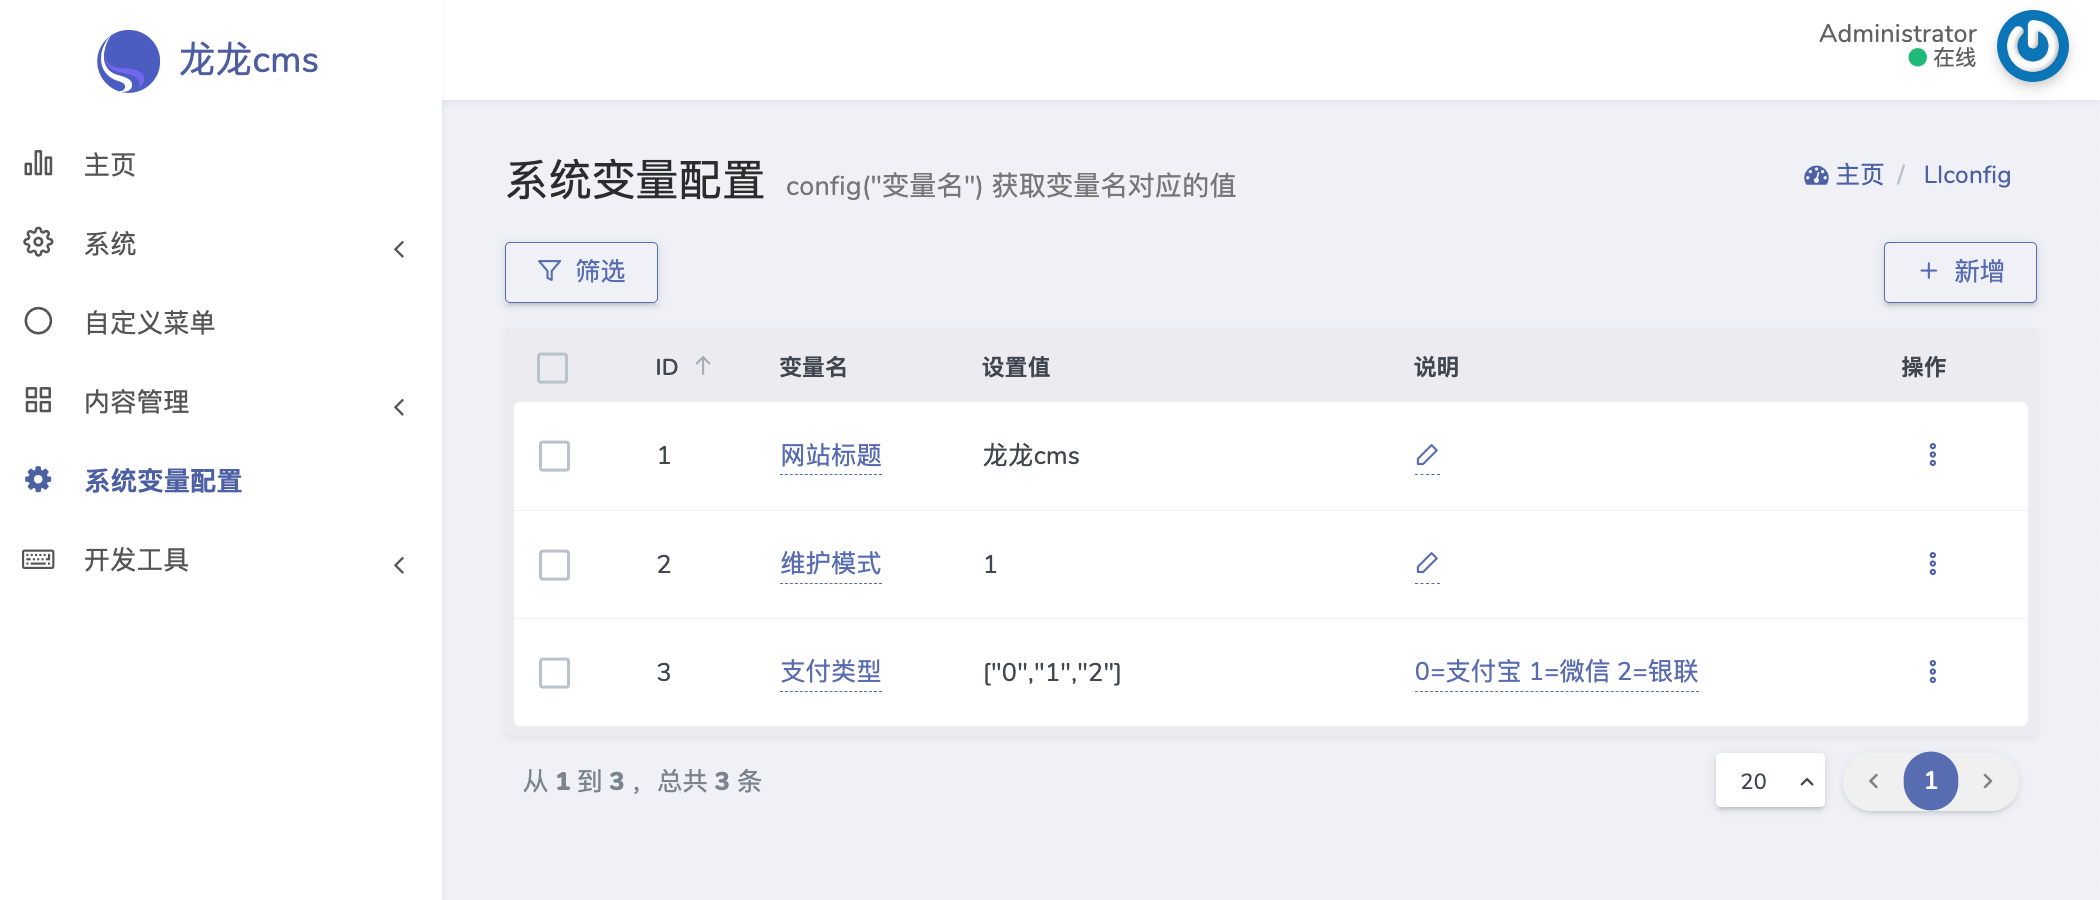 龙龙cms
Administrator
在线
主页
系统
自定义菜单
内容管理
系统变量配置
开发工具
系统变量配置 config("变量名") 获取变量名对应的值
主页 / Llconfig
筛选
新增
ID 变量名 设置值 说明 操作
1 网站标题 龙龙cms
2 维护模式 1
3 支付类型 ["0","1","2"] 0=支付宝 1=微信 2=银联
从 1 到 3 ，总共 3 条
20
1